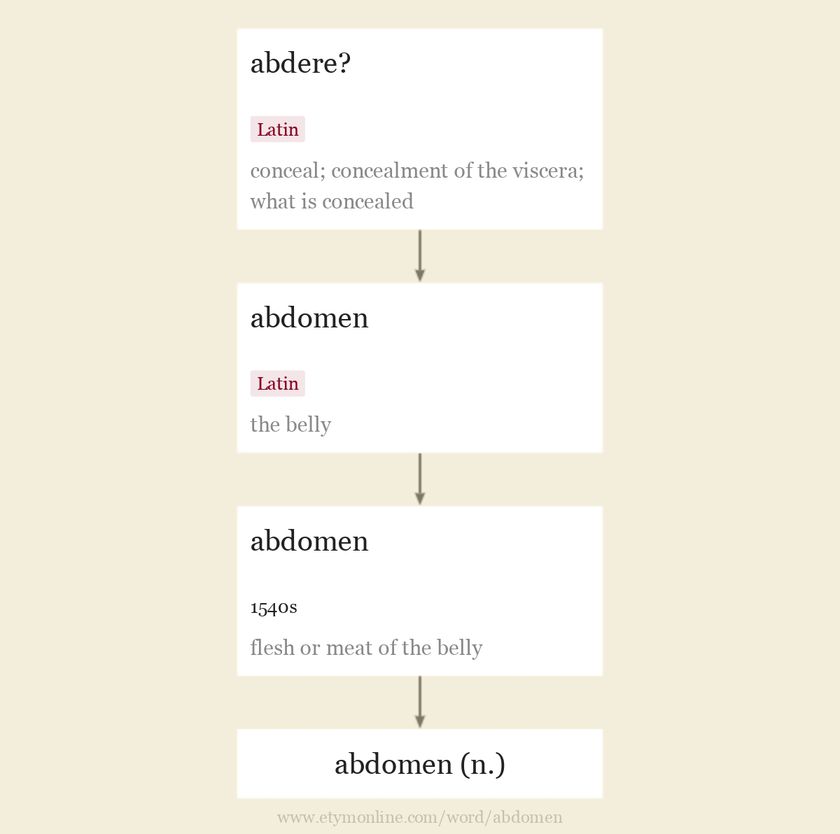 abdere?
Latin
conceal; concealment of the viscera;
what is concealed
abdomen
Latin
the belly
abdomen
1540s
flesh or meat of the belly
abdomen (n.)
www.etymonline.com/word/abdomen